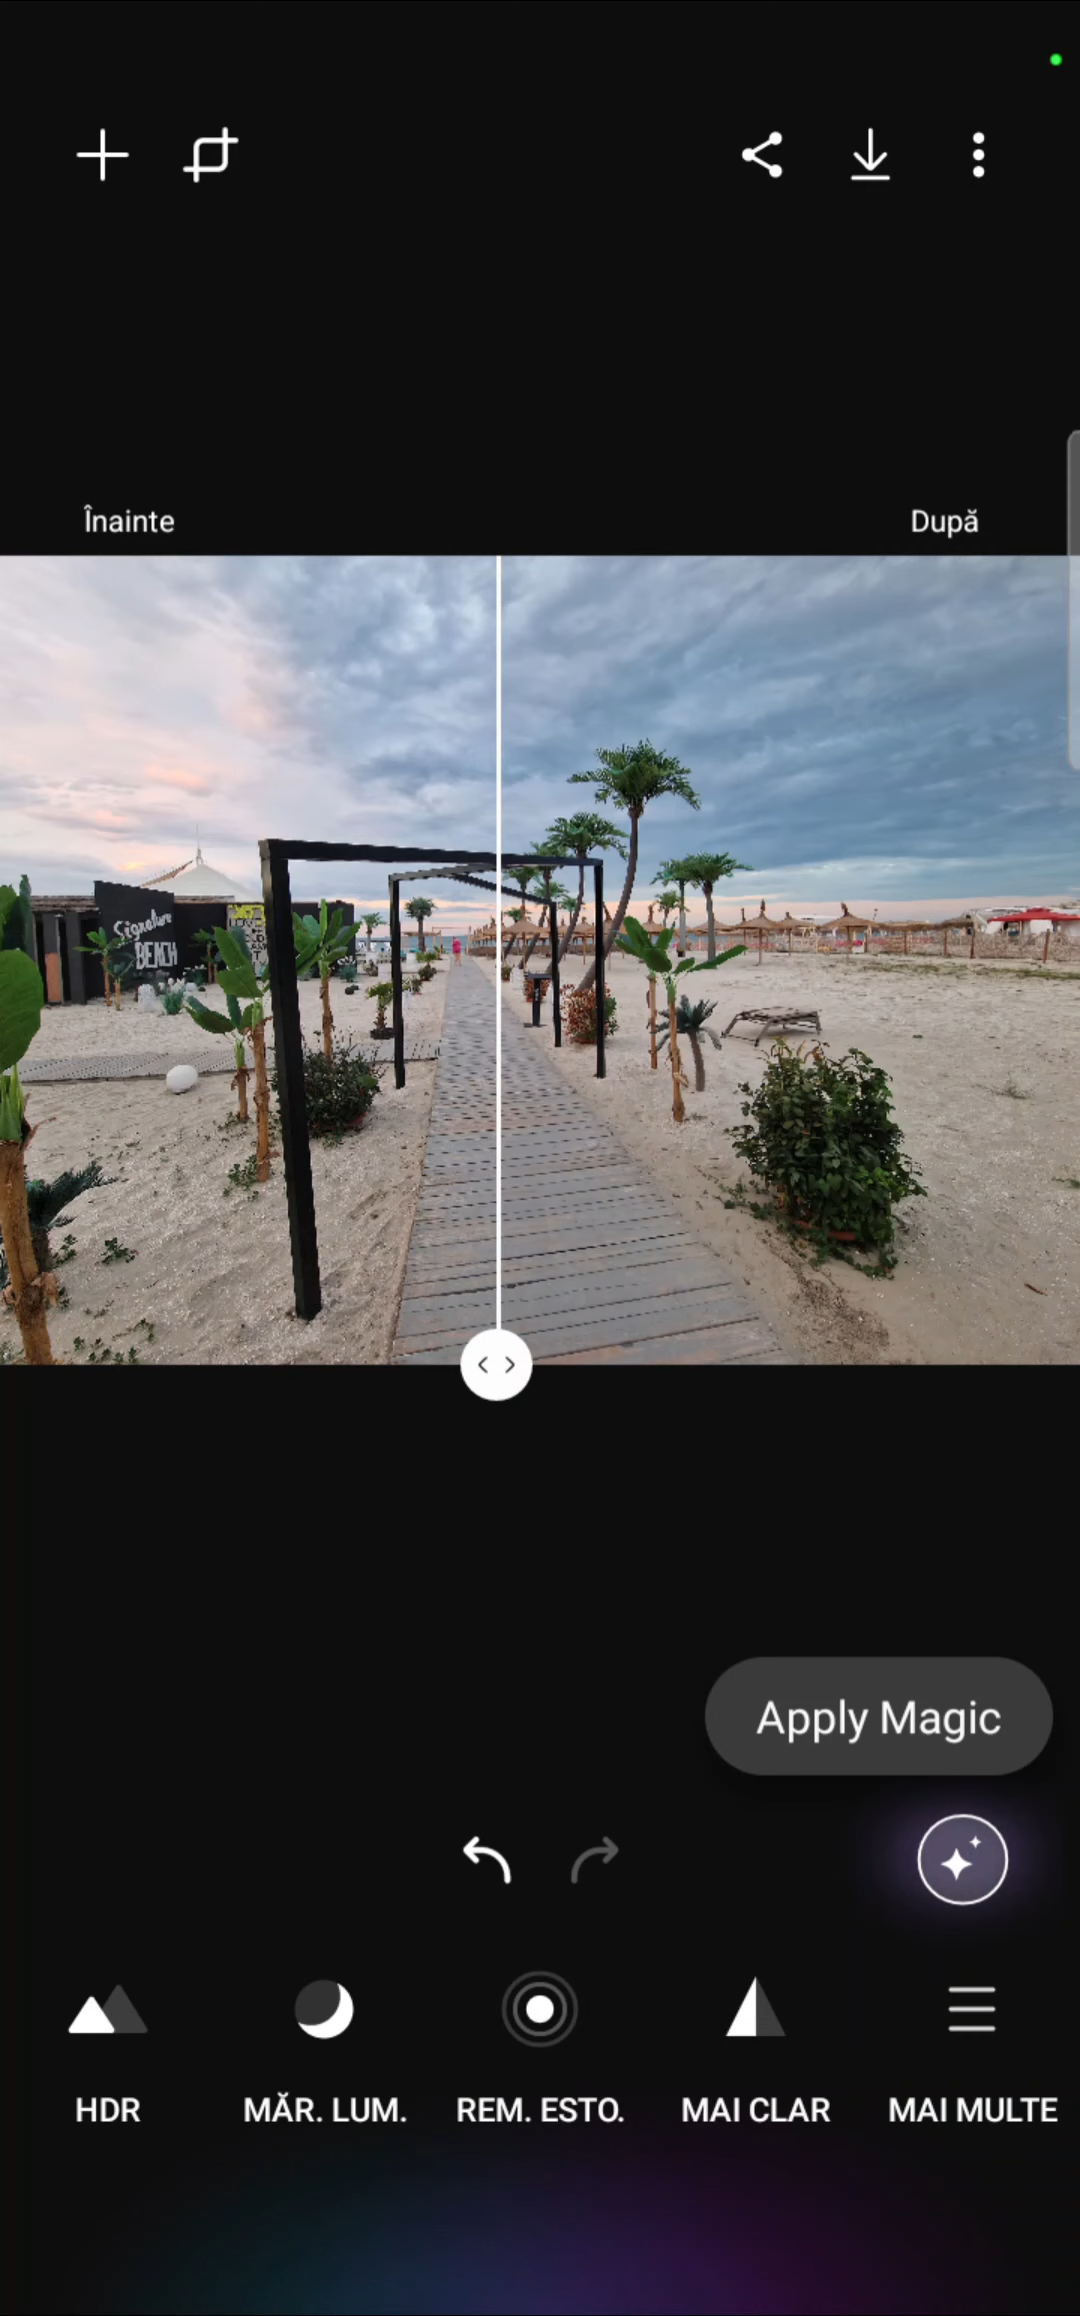 Înainte
După
Signature
BEACH
Apply Magic
HDR
MĂR. LUM.
REM. ESTO.
MAI CLAR
MAI MULTE